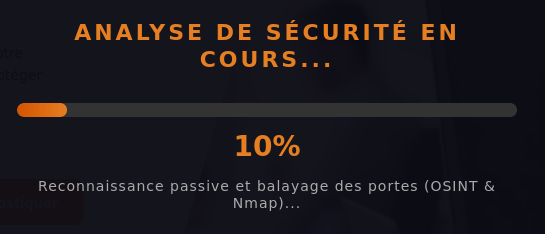 ANALYSE DE SÉCURITÉ EN
COURS...
10%
Reconnaissance passive et balayage des portes (OSINT &
Nmap)...